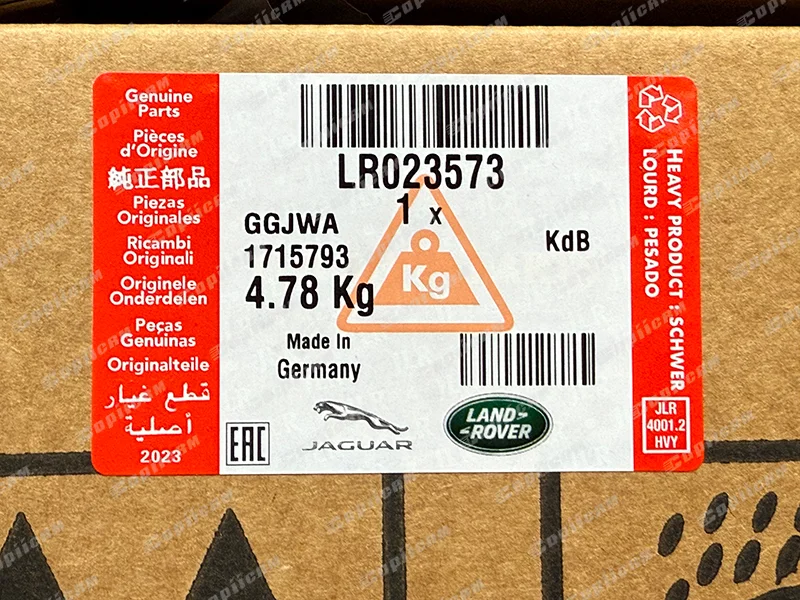 Genuine
Parts
Pièces
d'Origine
純正部品
Piezas
Originales
Ricambi
Originali
Originele
Onderdelen
Peças
Genuinas
Originalteile
قطع غيار
أصلية
2023
LR023573
1 x
GGJWA
1715793
4.78 Kg
KdB
Kg
Made In
Germany
EAC
JAGUAR
LAND-
-ROVER
HEAVY PRODUCT : SCHWER
LOURD : PESADO
JLR
4001.2
HVY
Copiicam